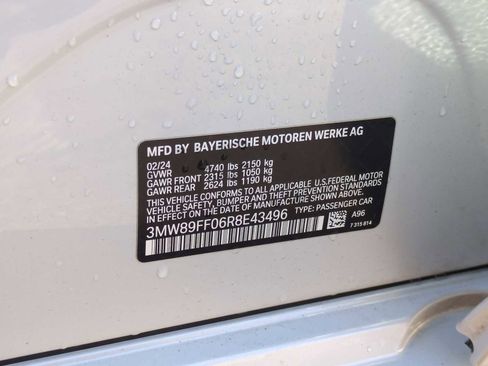 MFD BY BAYERISCHE MOTOREN WERKE AG
02/24
GVWR 4740 lbs 2150 kg
GAWR FRONT 2315 lbs 1050 kg
GAWR REAR 2624 lbs 1190 kg
THIS VEHICLE CONFORMS TO ALL APPLICABLE U.S.FEDERAL MOTOR
VEHICLE SAFETY, BUMPER, AND THEFT PREVENTION STANDARDS
IN EFFECT ON THE DATE OF MANUFACTURE SHOWN ABOVE.
3MW89FF06R8E43496 TYPE: PASSENGER CAR
A96
7 315 614